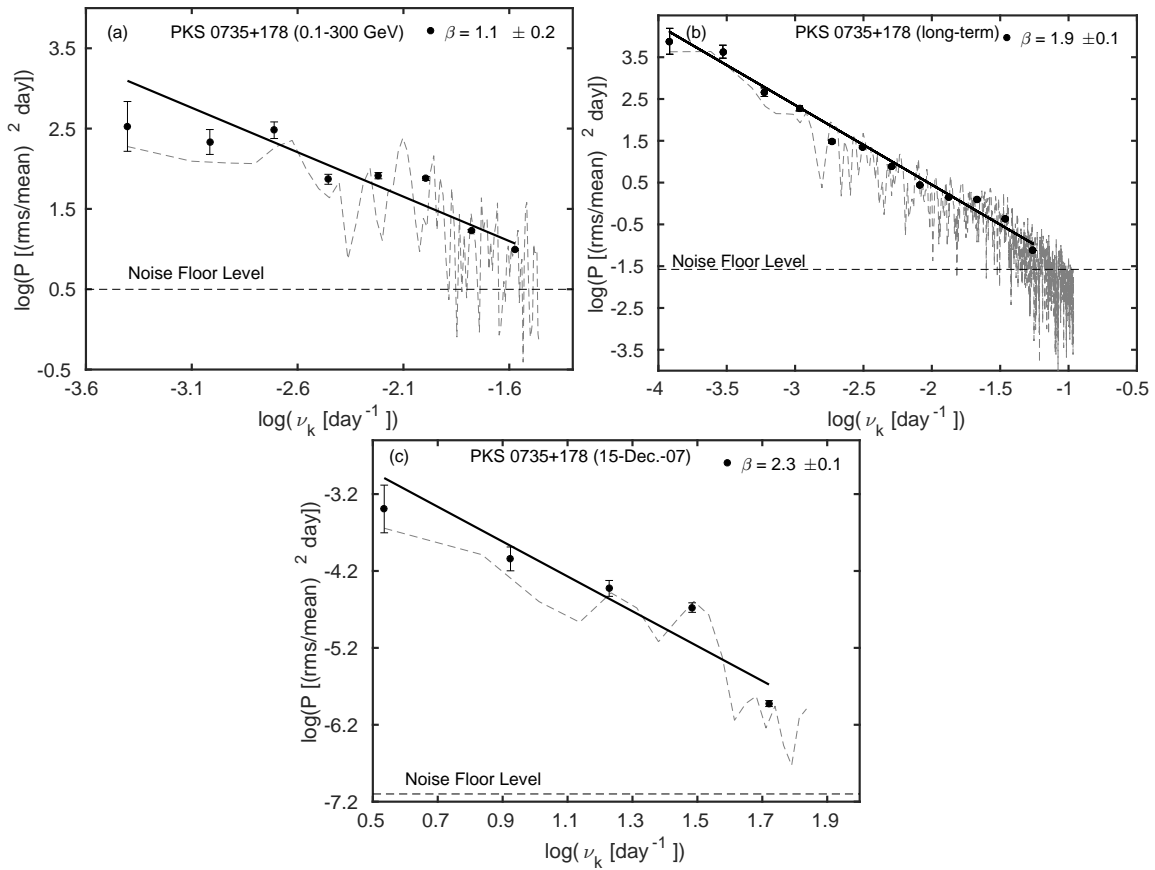 (a) PKS 0735+178 (0.1-300 GeV) β = 1.1 ± 0.2
3.5
2.5
1.5
0.5
-0.5
Noise Floor Level
log(P [(rms/mean) 2 day])
-3.6 -3.1 -2.6 -2.1 -1.6
log( νk [day-1 ])
(b) PKS 0735+178 (long-term) β = 1.9 ±0.1
3.5
2.5
1.5
0.5
-0.5
-1.5
-2.5
-3.5
Noise Floor Level
log(P [(rms/mean) 2 day])
-4 -3.5 -3 -2.5 -2 -1.5 -1 -0.5
log( νk [day-1 ])
(c) PKS 0735+178 (15-Dec.-07) β = 2.3 ±0.1
-3.2
-4.2
-5.2
-6.2
-7.2
Noise Floor Level
log(P [(rms/mean) 2 day])
0.5 0.7 0.9 1.1 1.3 1.5 1.7 1.9
log( νk [day-1 ])